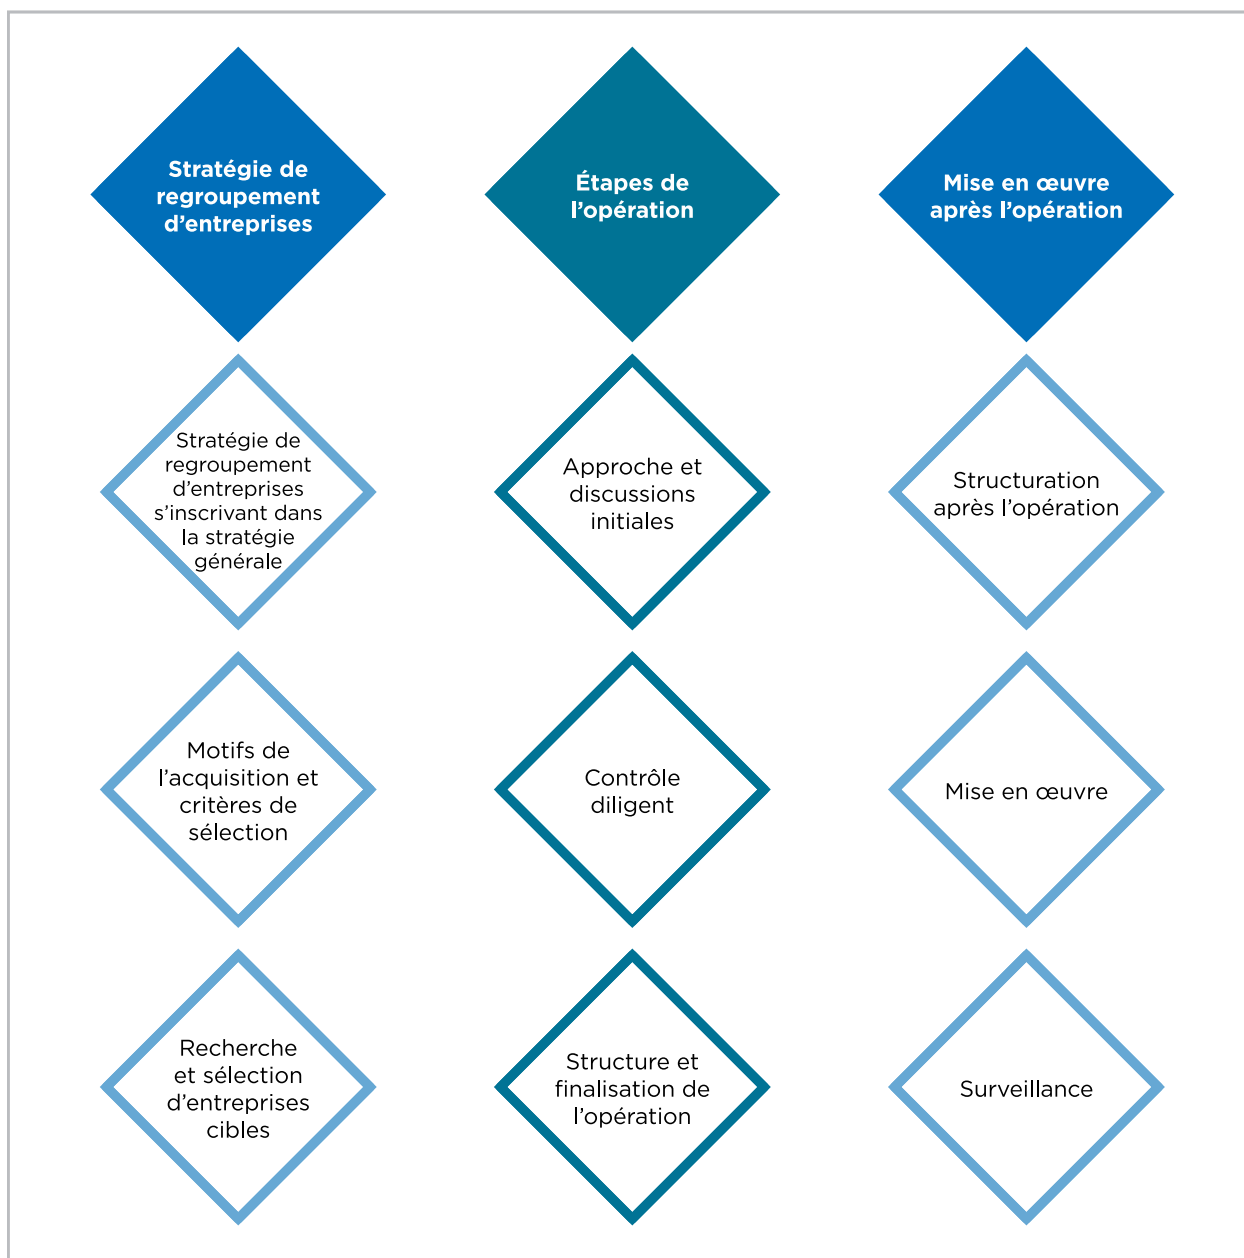 Stratégie de
regroupement
d’entreprises
Étapes de
l’opération
Mise en œuvre
après l’opération
Stratégie de
regroupement
d’entreprises
s’inscrivant dans
la stratégie
générale
Approche et
discussions
initiales
Structuration
après l’opération
Motifs de
l’acquisition et
critères de
sélection
Contrôle
diligent
Mise en œuvre
Recherche
et sélection
d’entreprises
cibles
Structure et
finalisation de
l’opération
Surveillance